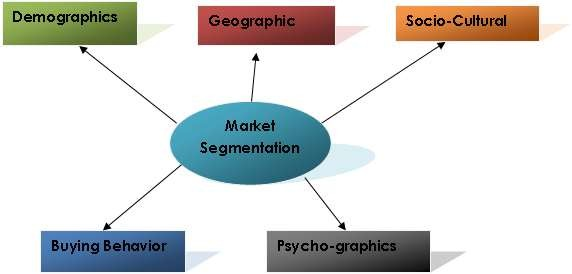 Demographics
Geographic
Socio-Cultural
Market
Segmentation
Buying Behavior
Psycho-graphics